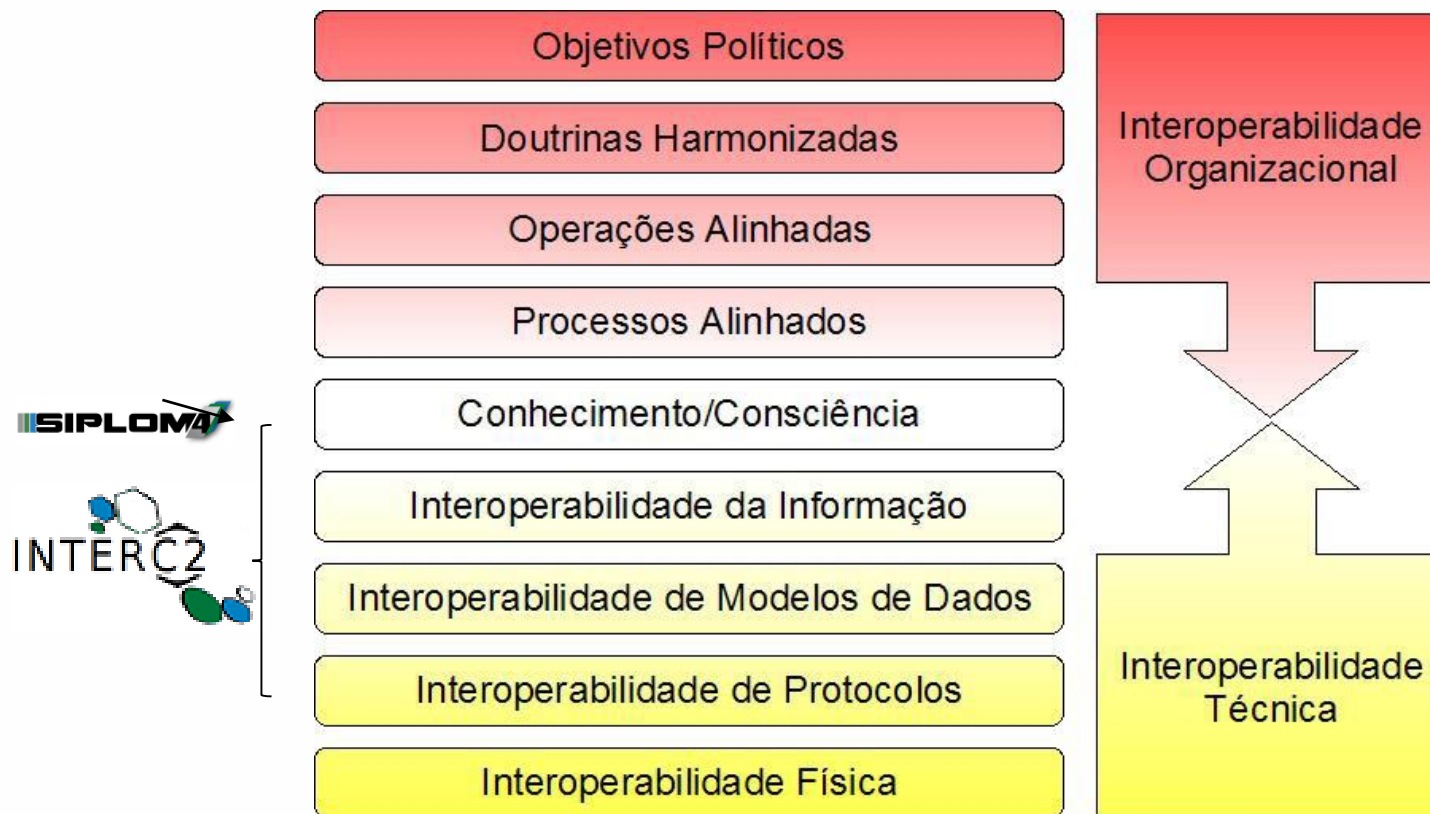 Objetivos Políticos
Doutrinas Harmonizadas
Operações Alinhadas
Processos Alinhados
Conhecimento/Consciência
Interoperabilidade da Informação
Interoperabilidade de Modelos de Dados
Interoperabilidade de Protocolos
Interoperabilidade Física
Interoperabilidade
Organizacional
Interoperabilidade
Técnica
SIPLOM
INTERC2